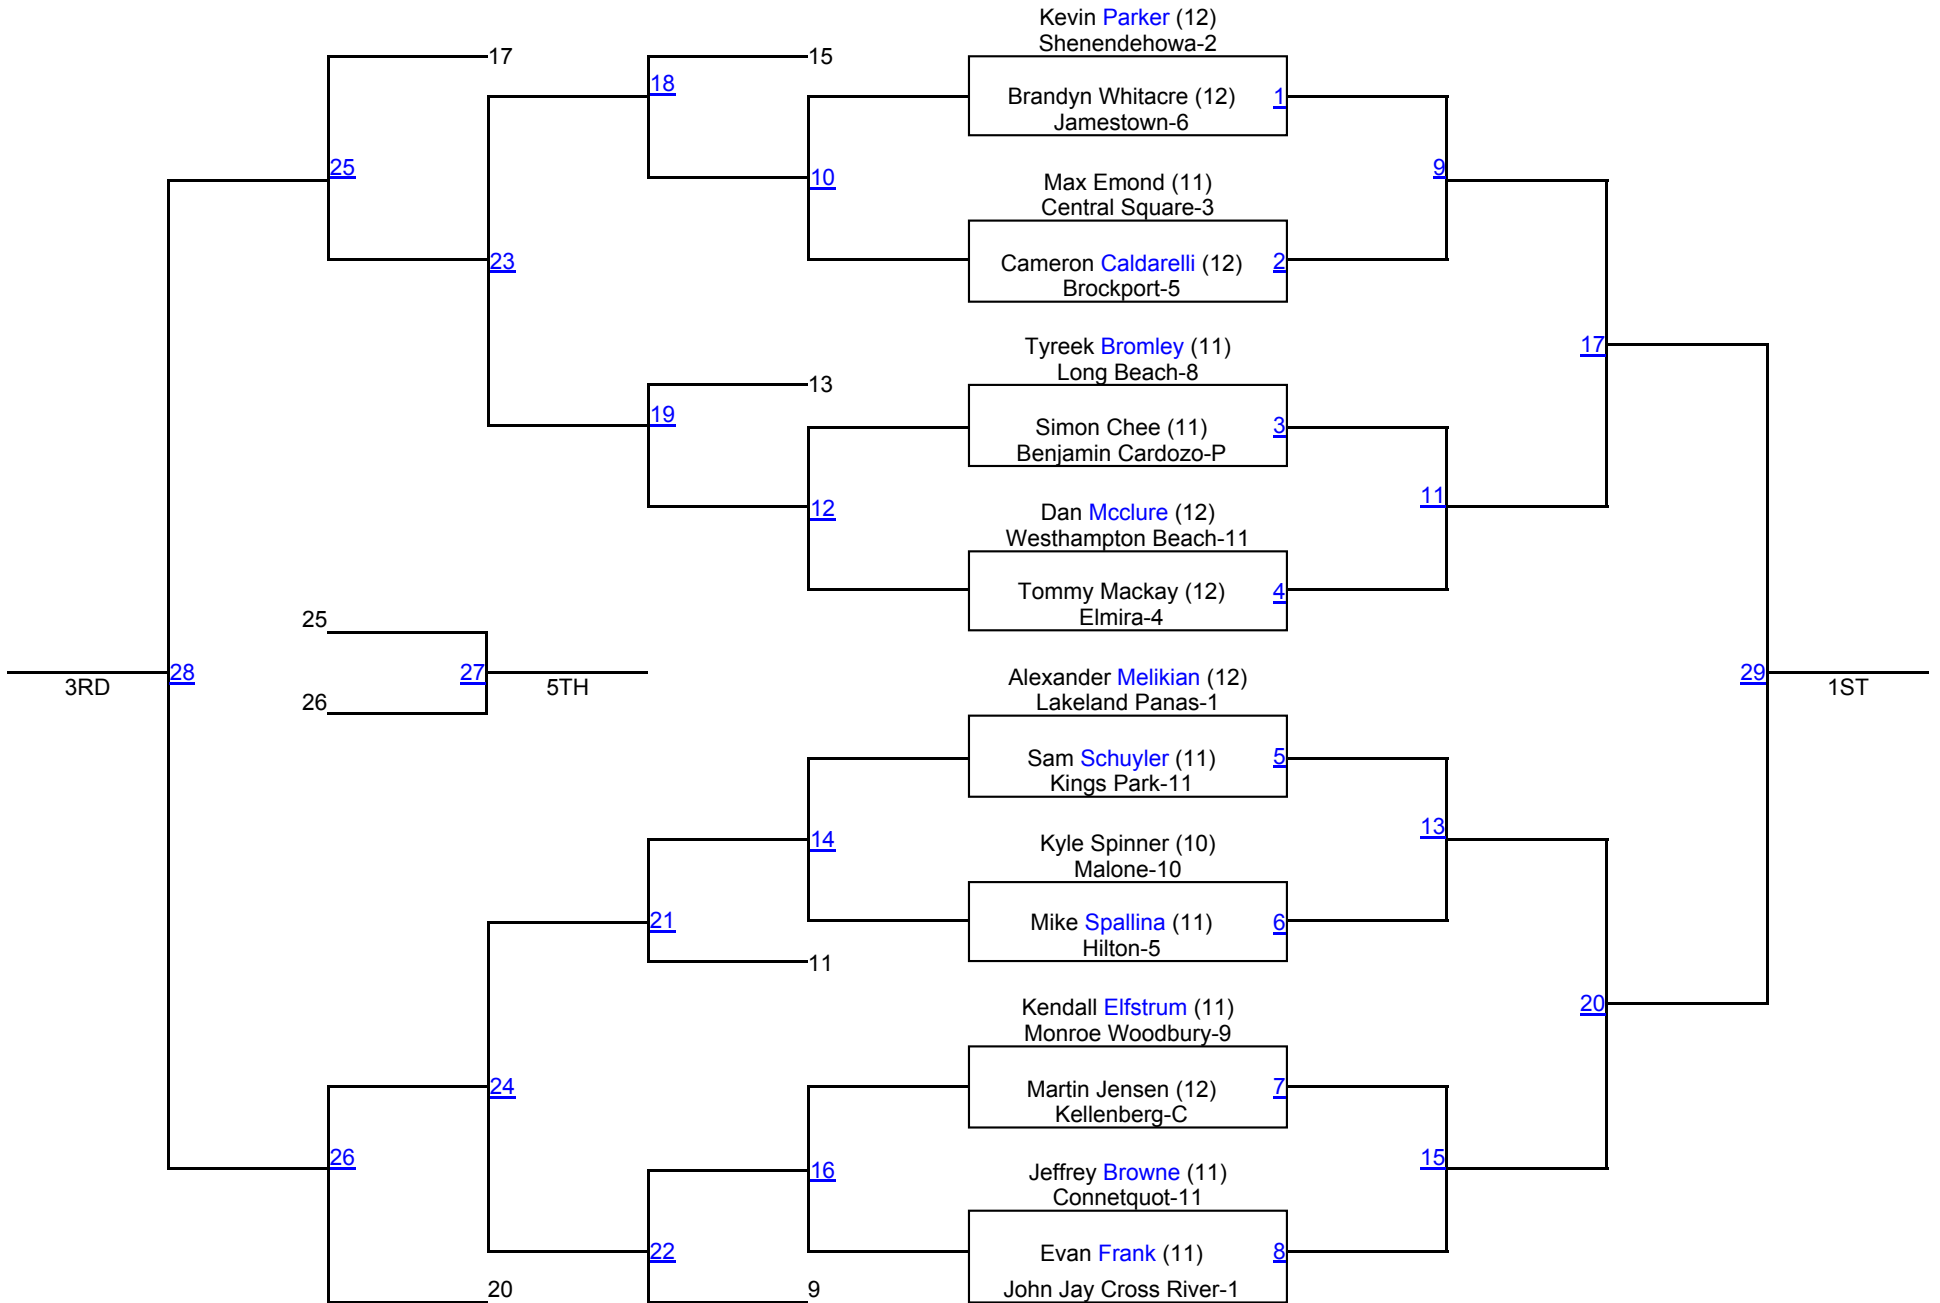 Kevin Parker (12)
Shenendehowa-2
17
15
18
Brandyn Whitacre (12)
1
Jamestown-6
25
10
9
Max Emond (11)
Central Square-3
23
Cameron Caldarelli (12)
2
Brockport-5
Tyreek Bromley (11)
17
Long Beach-8
13
19
Simon Chee (11)
3
Benjamin Cardozo-P
12
11
Dan Mcclure (12)
Westhampton Beach-11
Tommy Mackay (12)
4
Elmira-4
25
3RD
28
27
5TH
26
Alexander Melikian (12)
29
1ST
Lakeland Panas-1
Sam Schuyler (11)
5
Kings Park-11
14
13
Kyle Spinner (10)
Malone-10
21
Mike Spallina (11)
6
Hilton-5
11
Kendall Elfstrum (11)
20
Monroe Woodbury-9
24
Martin Jensen (12)
7
Kellenberg-C
26
16
15
Jeffrey Browne (11)
Connetquot-11
22
Evan Frank (11)
8
20
9
John Jay Cross River-1